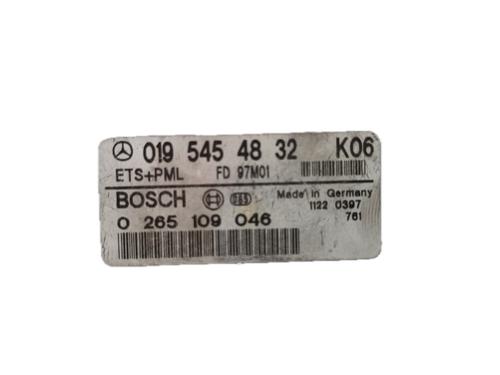 019 545 48 32 K06
ETS+PML FD 97M01
BOSCH Made in Germany
0 265 109 046 1122 0397
761